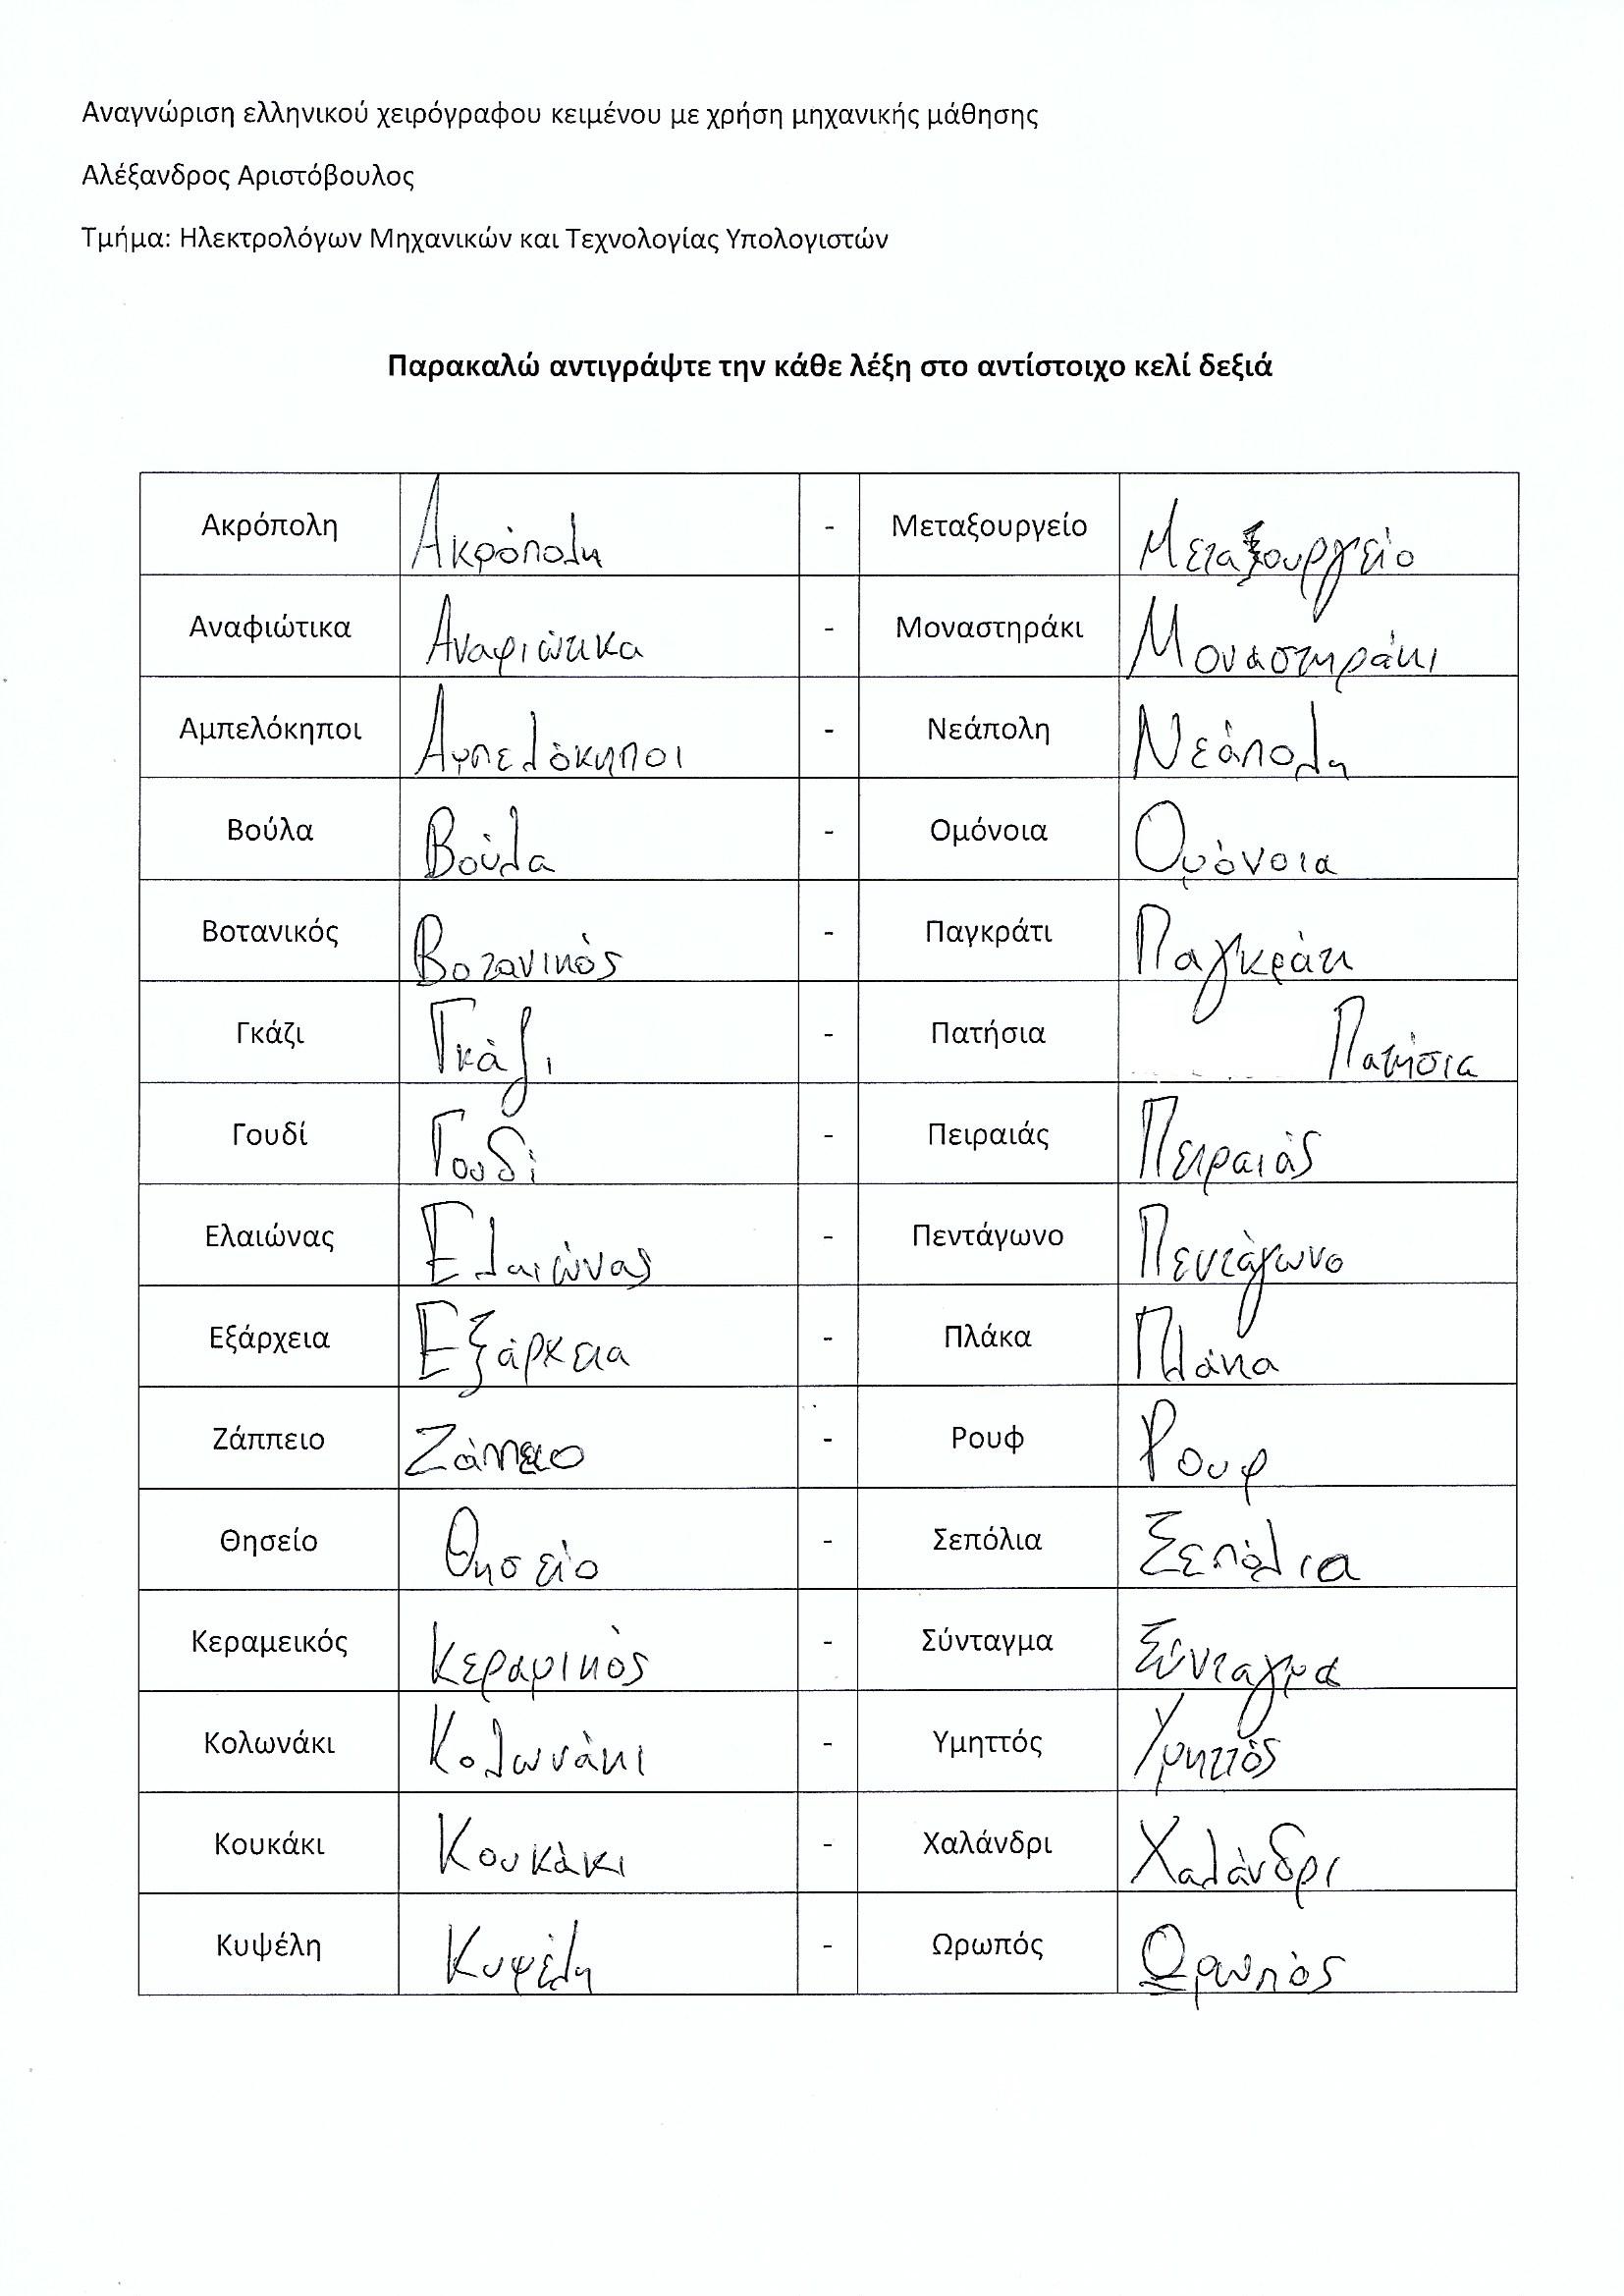 Αναγνώριση ελληνικού χειρόγραφου κειμένου με χρήση μηχανικής μάθησης
Αλέξανδρος Αριστόβουλος
Τμήμα: Ηλεκτρολόγων Μηχανικών και Τεχνολογίας Υπολογιστών
Παρακαλώ αντιγράψτε την κάθε λέξη στο αντίστοιχο κελί δεξιά
Ακρόπολη Ακρόπολη - Μεταξουργείο Μεταξουργείο
Αναφιώτικα Αναφιώτικα - Μοναστηράκι Μοναστηράκι
Αμπελόκηποι Αμπελόκηποι - Νεάπολη Νεάπολη
Βούλα Βούλα - Ομόνοια Ομόνοια
Βοτανικός Βοτανικός - Παγκράτι Παγκράτι
Γκάζι Γκάζι - Πατήσια Πατήσια
Γουδί Γουδί - Πειραιάς Πειραιάς
Ελαιώνας Ελαιώνας - Πεντάγωνο Πεντάγωνο
Εξάρχεια Εξάρχεια - Πλάκα Πλάκα
Ζάππειο Ζάππειο - Ρουφ Ρουφ
Θησείο Θησείο - Σεπόλια Σεπόλια
Κεραμεικός Κεραμικός - Σύνταγμα Σύνταγμα
Κολωνάκι Κολωνάκι - Υμηττός Υμηττός
Κουκάκι Κουκάκι - Χαλάνδρι Χαλάνδρι
Κυψέλη Κυψέλη - Ωρωπός Ωρωπός